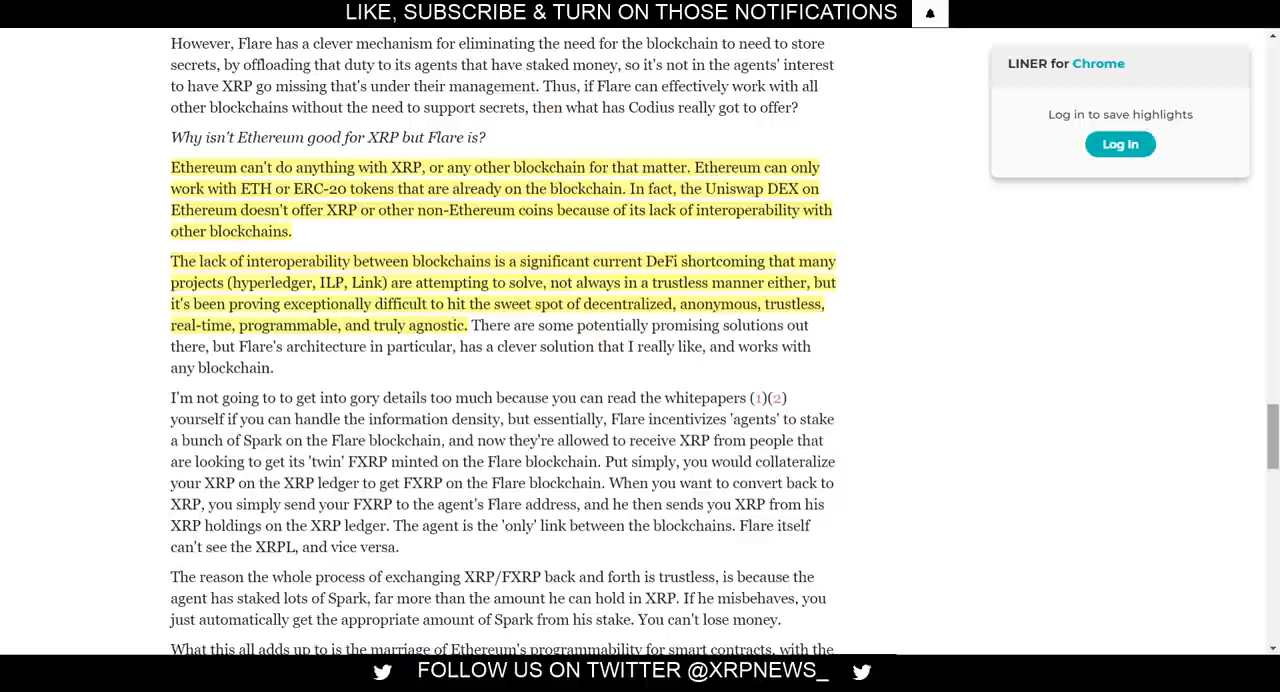 LIKE, SUBSCRIBE & TURN ON THOSE NOTIFICATIONS
However, Flare has a clever mechanism for eliminating the need for the blockchain to need to store
secrets, by offloading that duty to its agents that have staked money, so it's not in the agents' interest
to have XRP go missing that's under their management. Thus, if Flare can effectively work with all
other blockchains without the need to support secrets, then what has Codius really got to offer?
Why isn't Ethereum good for XRP but Flare is?
Ethereum can't do anything with XRP, or any other blockchain for that matter. Ethereum can only
work with ETH or ERC-20 tokens that are already on the blockchain. In fact, the Uniswap DEX on
Ethereum doesn't offer XRP or other non-Ethereum coins because of its lack of interoperability with
other blockchains.
The lack of interoperability between blockchains is a significant current DeFi shortcoming that many
projects (hyperledger, ILP, Link) are attempting to solve, not always in a trustless manner either, but
it's been proving exceptionally difficult to hit the sweet spot of decentralized, anonymous, trustless,
real-time, programmable, and truly agnostic. There are some potentially promising solutions out
there, but Flare's architecture in particular, has a clever solution that I really like, and works with
any blockchain.
I'm not going to to get into gory details too much because you can read the whitepapers (1)(2)
yourself if you can handle the information density, but essentially, Flare incentivizes 'agents' to stake
a bunch of Spark on the Flare blockchain, and now they're allowed to receive XRP from people that
are looking to get its 'twin' FXRP minted on the Flare blockchain. Put simply, you would collateralize
your XRP on the XRP ledger to get FXRP on the Flare blockchain. When you want to convert back to
XRP, you simply send your FXRP to the agent's Flare address, and he then sends you XRP from his
XRP holdings on the XRP ledger. The agent is the 'only' link between the blockchains. Flare itself
can't see the XRPL, and vice versa.
The reason the whole process of exchanging XRP/FXRP back and forth is trustless, is because the
agent has staked lots of Spark, far more than the amount he can hold in XRP. If he misbehaves, you
just automatically get the appropriate amount of Spark from his stake. You can't lose money.
What this all adds up to is the marriage of Ethereum's programmability for smart contracts, with the
LINER for Chrome
Log in to save highlights
Log In
FOLLOW US ON TWITTER @XRPNEWS_